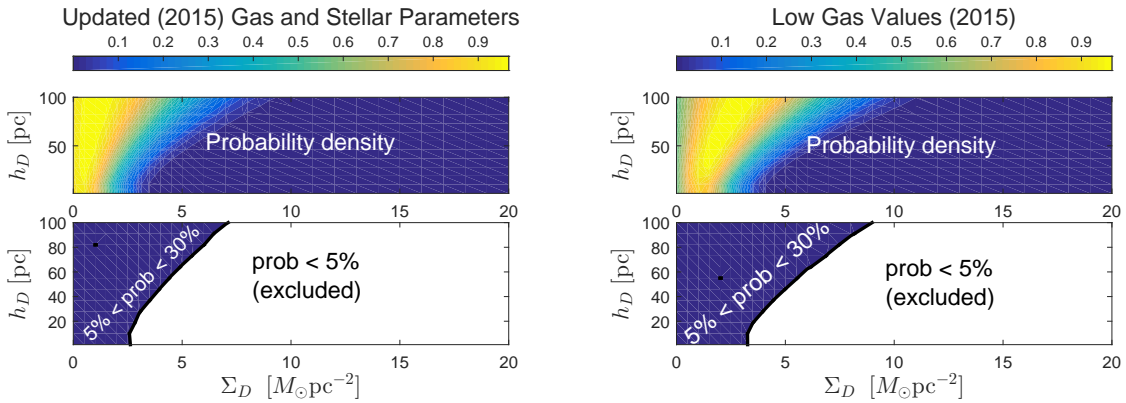 Updated (2015) Gas and Stellar Parameters
0.1 0.2 0.3 0.4 0.5 0.6 0.7 0.8 0.9
h_D [pc]
100
50
Probability density
0 5 10 15 20
h_D [pc]
100
80
60
40
20
5% < prob < 30%
prob < 5%
(excluded)
0 5 10 15 20
Σ_D [M_⊙pc⁻²]
Low Gas Values (2015)
0.1 0.2 0.3 0.4 0.5 0.6 0.7 0.8 0.9
h_D [pc]
100
50
Probability density
0 5 10 15 20
h_D [pc]
100
80
60
40
20
5% < prob < 30%
prob < 5%
(excluded)
0 5 10 15 20
Σ_D [M_⊙pc⁻²]